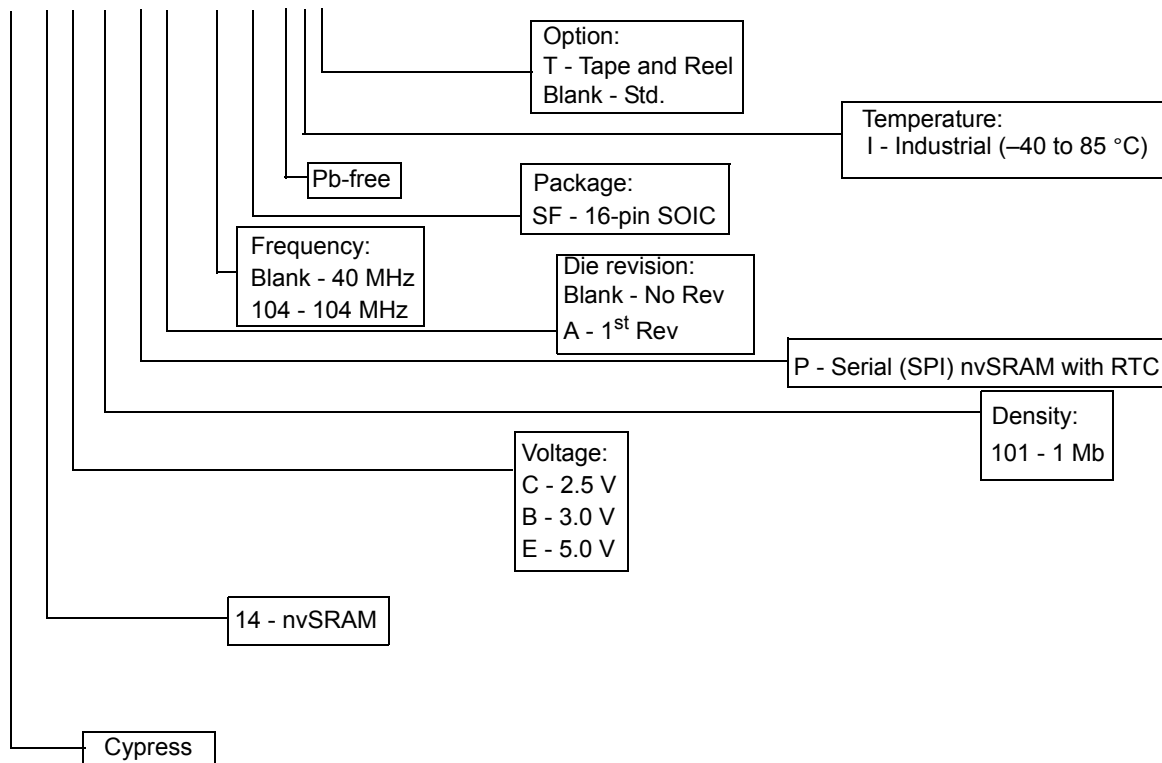 Option:
T - Tape and Reel
Blank - Std.
Temperature:
I - Industrial (–40 to 85 °C)
Pb-free
Package:
SF - 16-pin SOIC
Frequency:
Blank - 40 MHz
104 - 104 MHz
Die revision:
Blank - No Rev
A - 1st Rev
P - Serial (SPI) nvSRAM with RTC
Density:
101 - 1 Mb
Voltage:
C - 2.5 V
B - 3.0 V
E - 5.0 V
14 - nvSRAM
Cypress